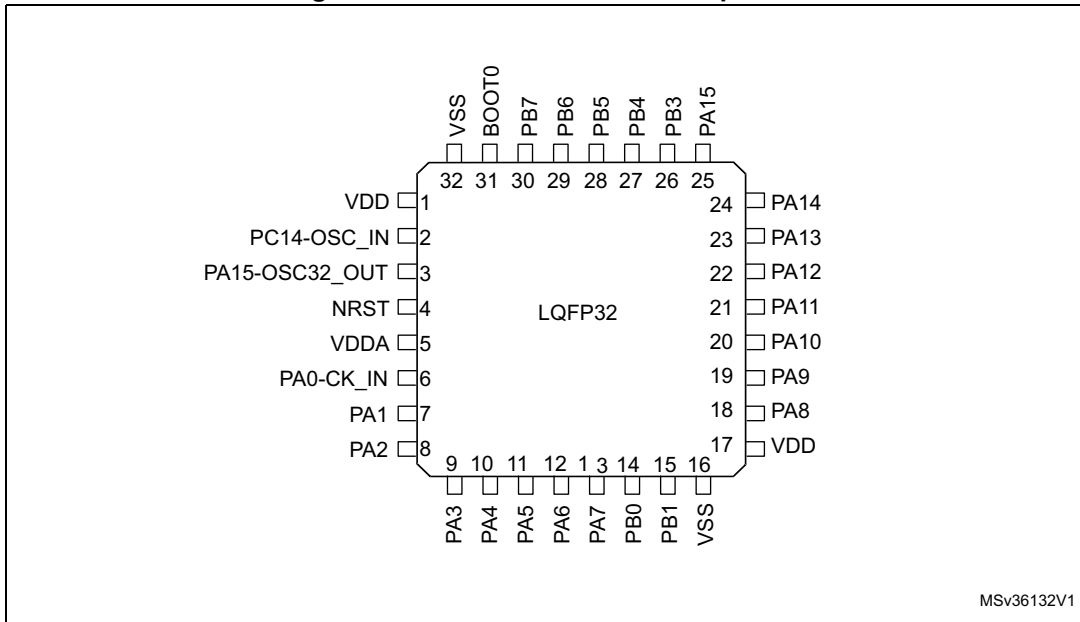 VSS
BOOT0
PB7
PB6
PB5
PB4
PB3
PA15
32 31 30 29 28 27 26 25
VDD 1
PC14-OSC_IN 2
PA15-OSC32_OUT 3
NRST 4
VDDA 5
PA0-CK_IN 6
PA1 7
PA2 8
LQFP32
24 PA14
23 PA13
22 PA12
21 PA11
20 PA10
19 PA9
18 PA8
17 VDD
9 10 11 12 1 3 14 15 16
PA3
PA4
PA5
PA6
PA7
PB0
PB1
VSS
MSv36132V1